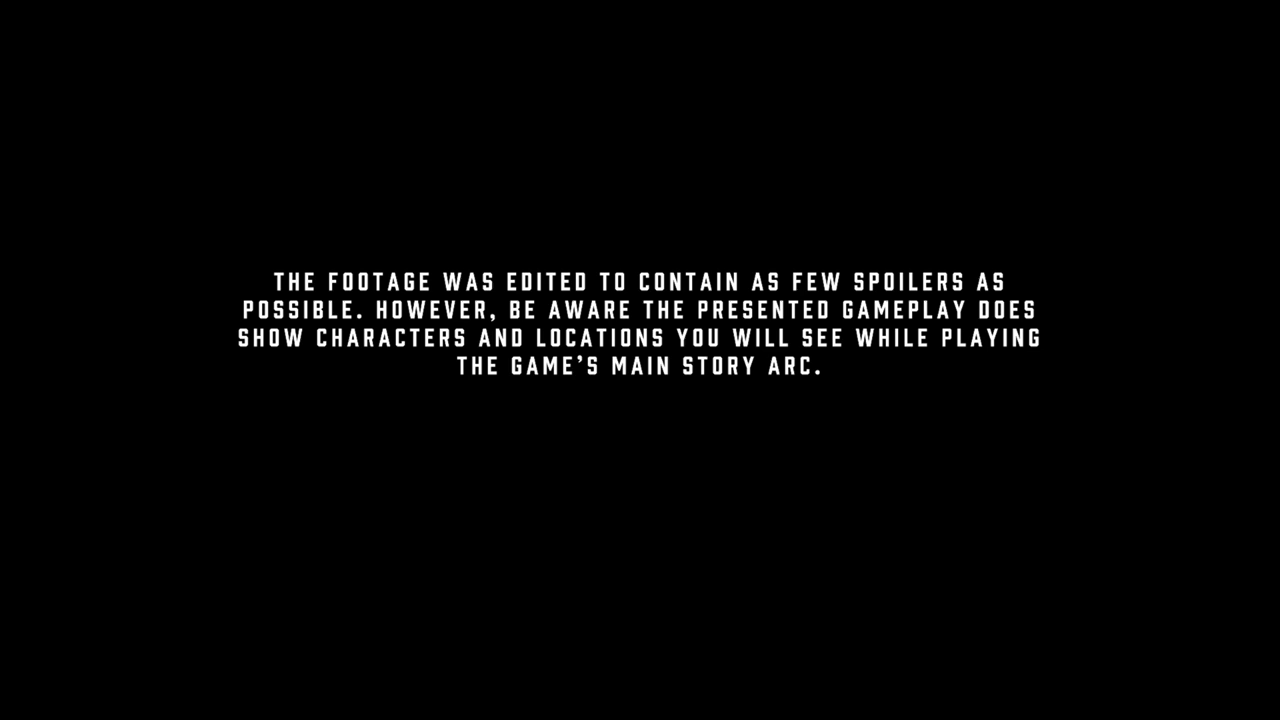 THE FOOTAGE WAS EDITED TO CONTAIN AS FEW SPOILERS AS
POSSIBLE. HOWEVER, BE AWARE THE PRESENTED GAMEPLAY DOES
SHOW CHARACTERS AND LOCATIONS YOU WILL SEE WHILE PLAYING
THE GAME’S MAIN STORY ARC.